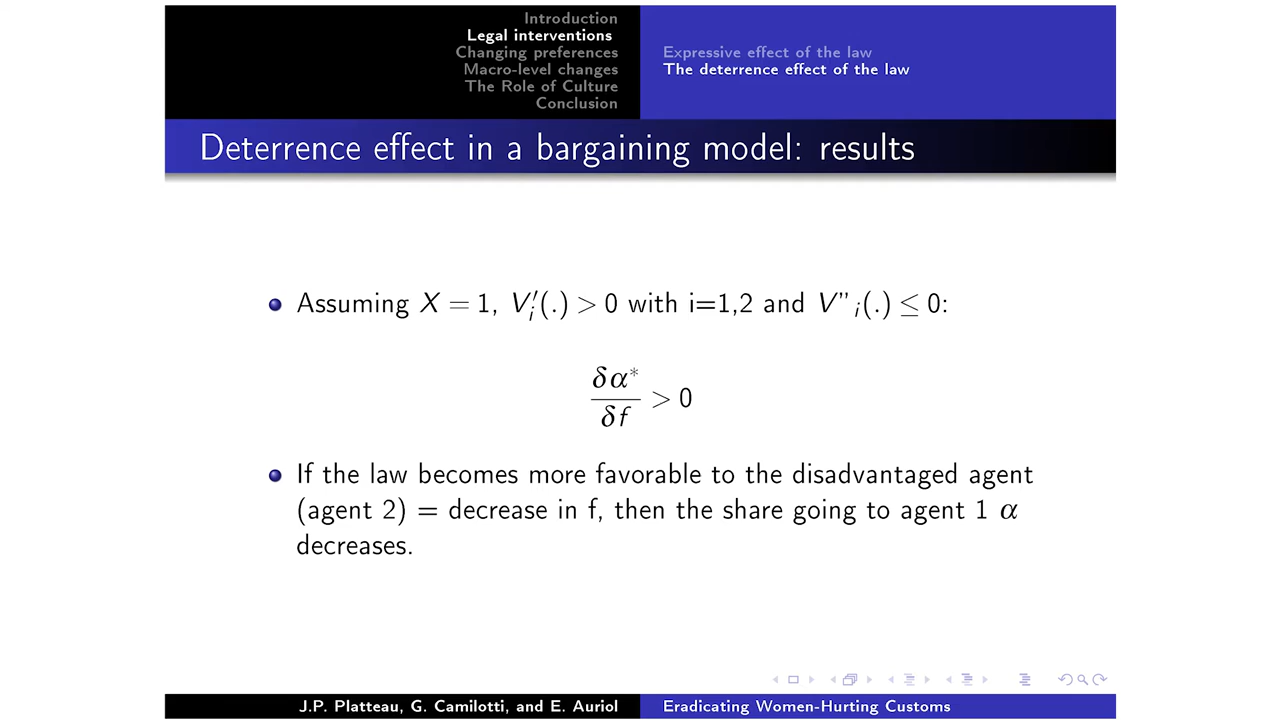 Introduction
Legal interventions
Changing preferences
Macro-level changes
The Role of Culture
Conclusion
Expressive effect of the law
The deterrence effect of the law
Deterrence effect in a bargaining model: results
Assuming X = 1, V′ᵢ(.) > 0 with i=1,2 and V”ᵢ(.) ≤ 0:
δα*
δf
> 0
If the law becomes more favorable to the disadvantaged agent
(agent 2) = decrease in f, then the share going to agent 1 α
decreases.
J.P. Platteau, G. Camilotti, and E. Auriol
Eradicating Women-Hurting Customs